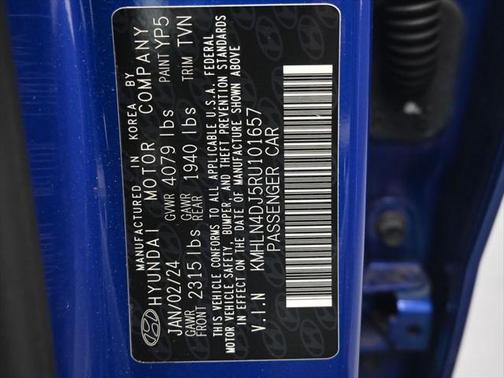 MANUFACTURED IN KOREA BY
HYUNDAI MOTOR COMPANY
JAN/02/24 GVWR 4079 lbs PAINT YP5
GAWR FRONT 2315 lbs GAWR REAR 1940 lbs TRIM TVN
THIS VEHICLE CONFORMS TO ALL APPLICABLE U.S.A. FEDERAL
MOTOR VEHICLE SAFETY, BUMPER, AND THEFT PREVENTION STANDARDS
IN EFFECT ON THE DATE OF MANUFACTURE SHOWN ABOVE.
V.I.N KMHLN4DJ5RU101657
PASSENGER CAR